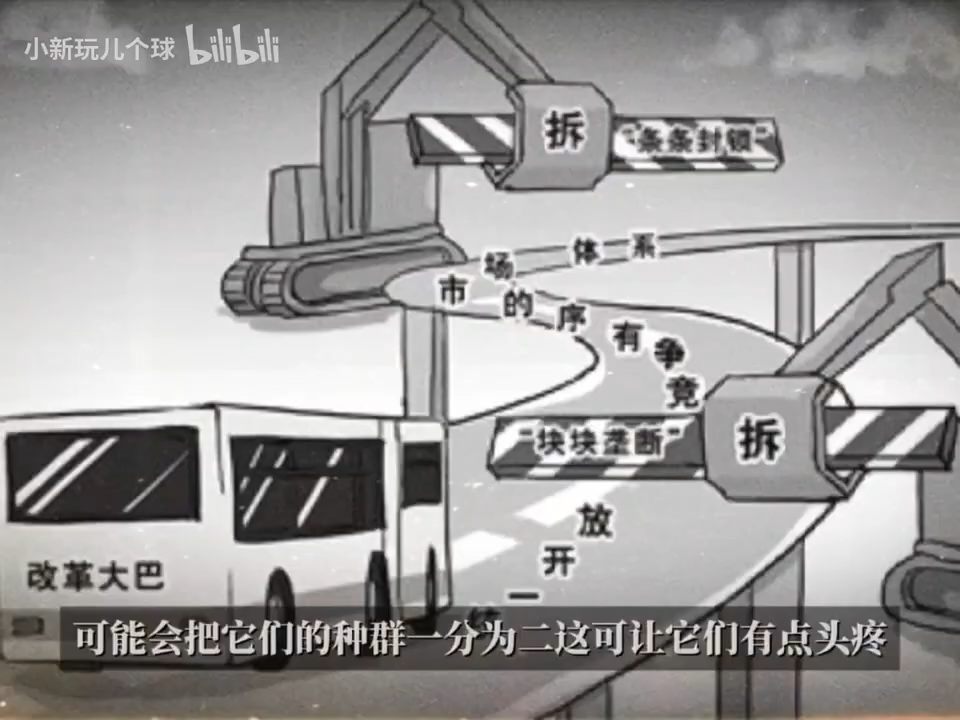 小新玩儿个球 bilibili
拆
"条条封锁"
市场体系
的序有争竞
"块块垄断"
拆
放
开
一
改革大巴
可能会把它们的种群一分为二这可让它们有点头疼